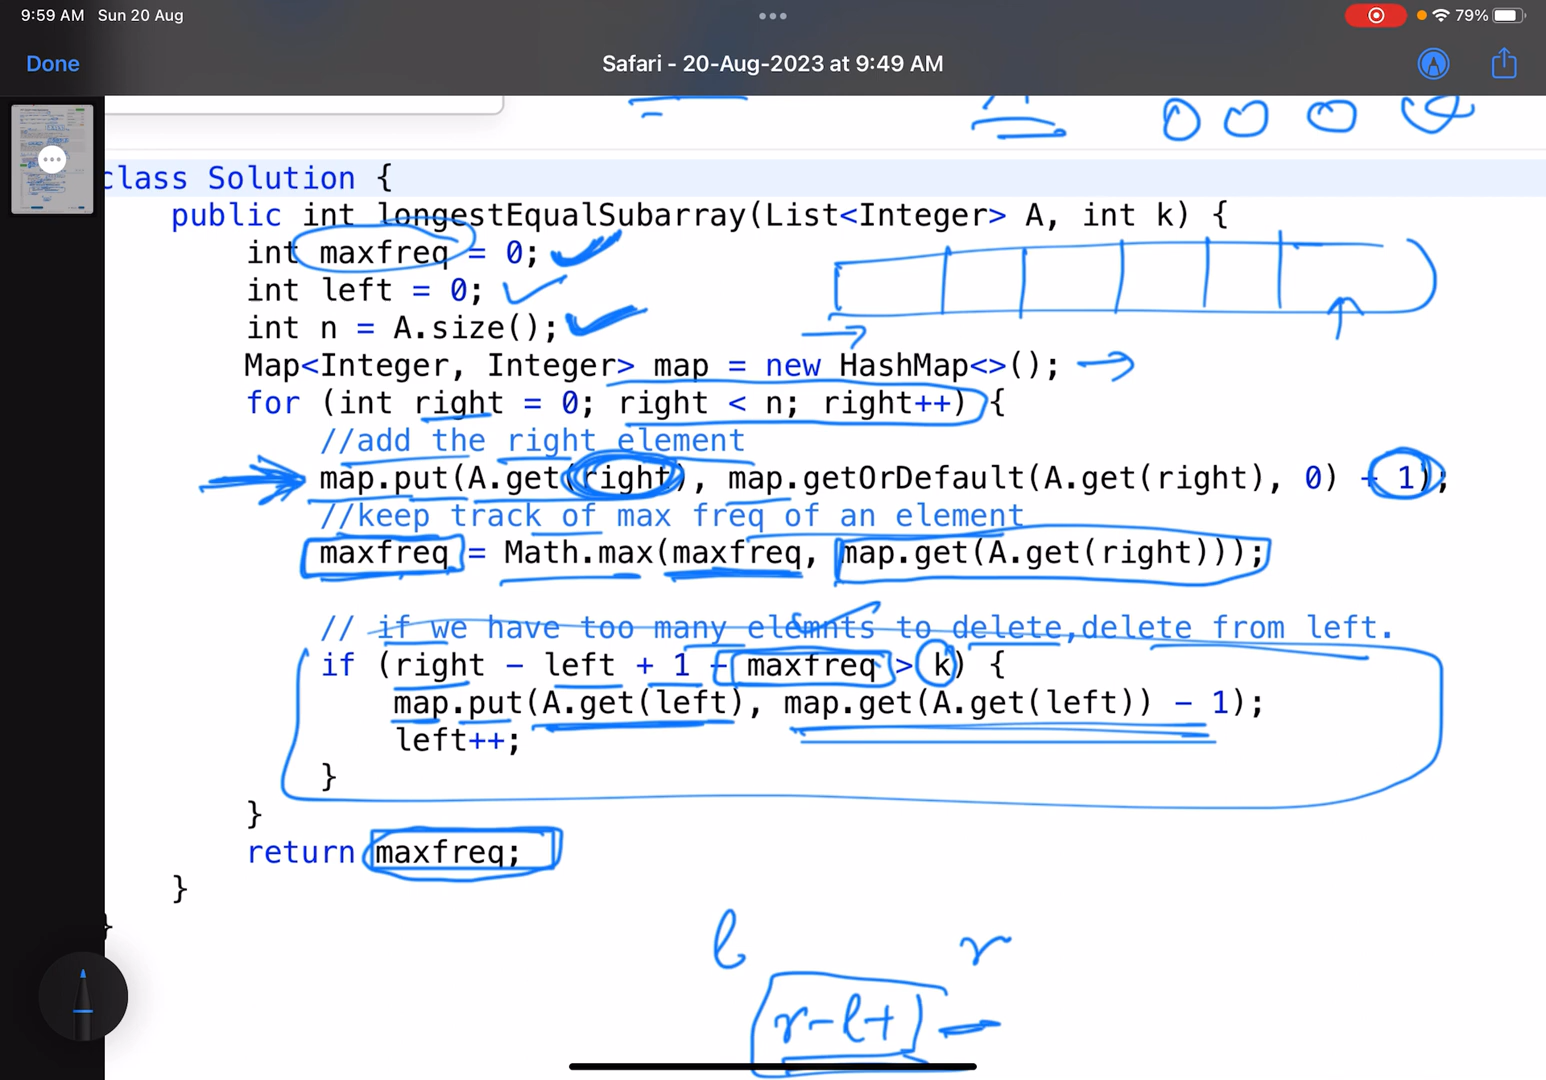 9:59 AM Sun 20 Aug
79%
Done
Safari - 20-Aug-2023 at 9:49 AM
class Solution {
public int longestEqualSubarray(List<Integer> A, int k) {
int maxfreq = 0;
int left = 0;
int n = A.size();
Map<Integer, Integer> map = new HashMap<>();
for (int right = 0; right < n; right++) {
//add the right element
map.put(A.get(right), map.getOrDefault(A.get(right), 0) + 1);
//keep track of max freq of an element
maxfreq = Math.max(maxfreq, map.get(A.get(right)));
// if we have too many elemnts to delete,delete from left.
if (right - left + 1 - maxfreq > k) {
map.put(A.get(left), map.get(A.get(left)) - 1);
left++;
}
}
return maxfreq;
}
}
l r
r-l+1 -